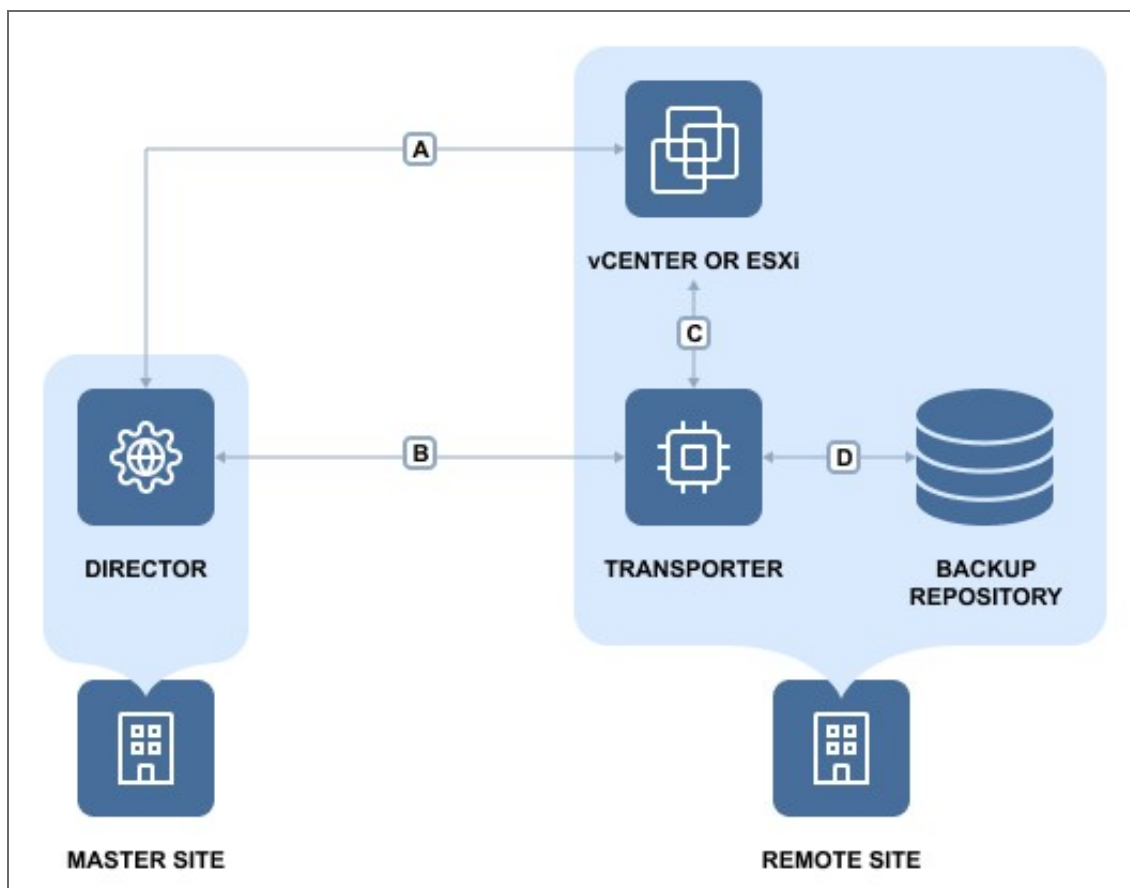 A
vCENTER OR ESXi
C
B
D
DIRECTOR
TRANSPORTER
BACKUP
REPOSITORY
MASTER SITE
REMOTE SITE